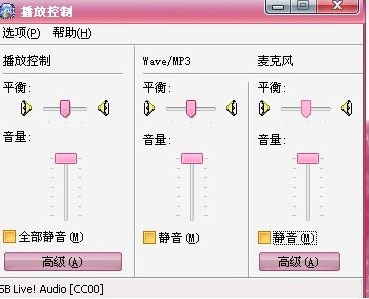 播放控制
选项(P) 帮助(H)
播放控制 Wave/MP3 麦克风
平衡: 平衡: 平衡:
音量: 音量: 音量:
全部静音(M) 静音(M) 静音(M)
高级(A) 高级(A)
SB Live! Audio [CC00]